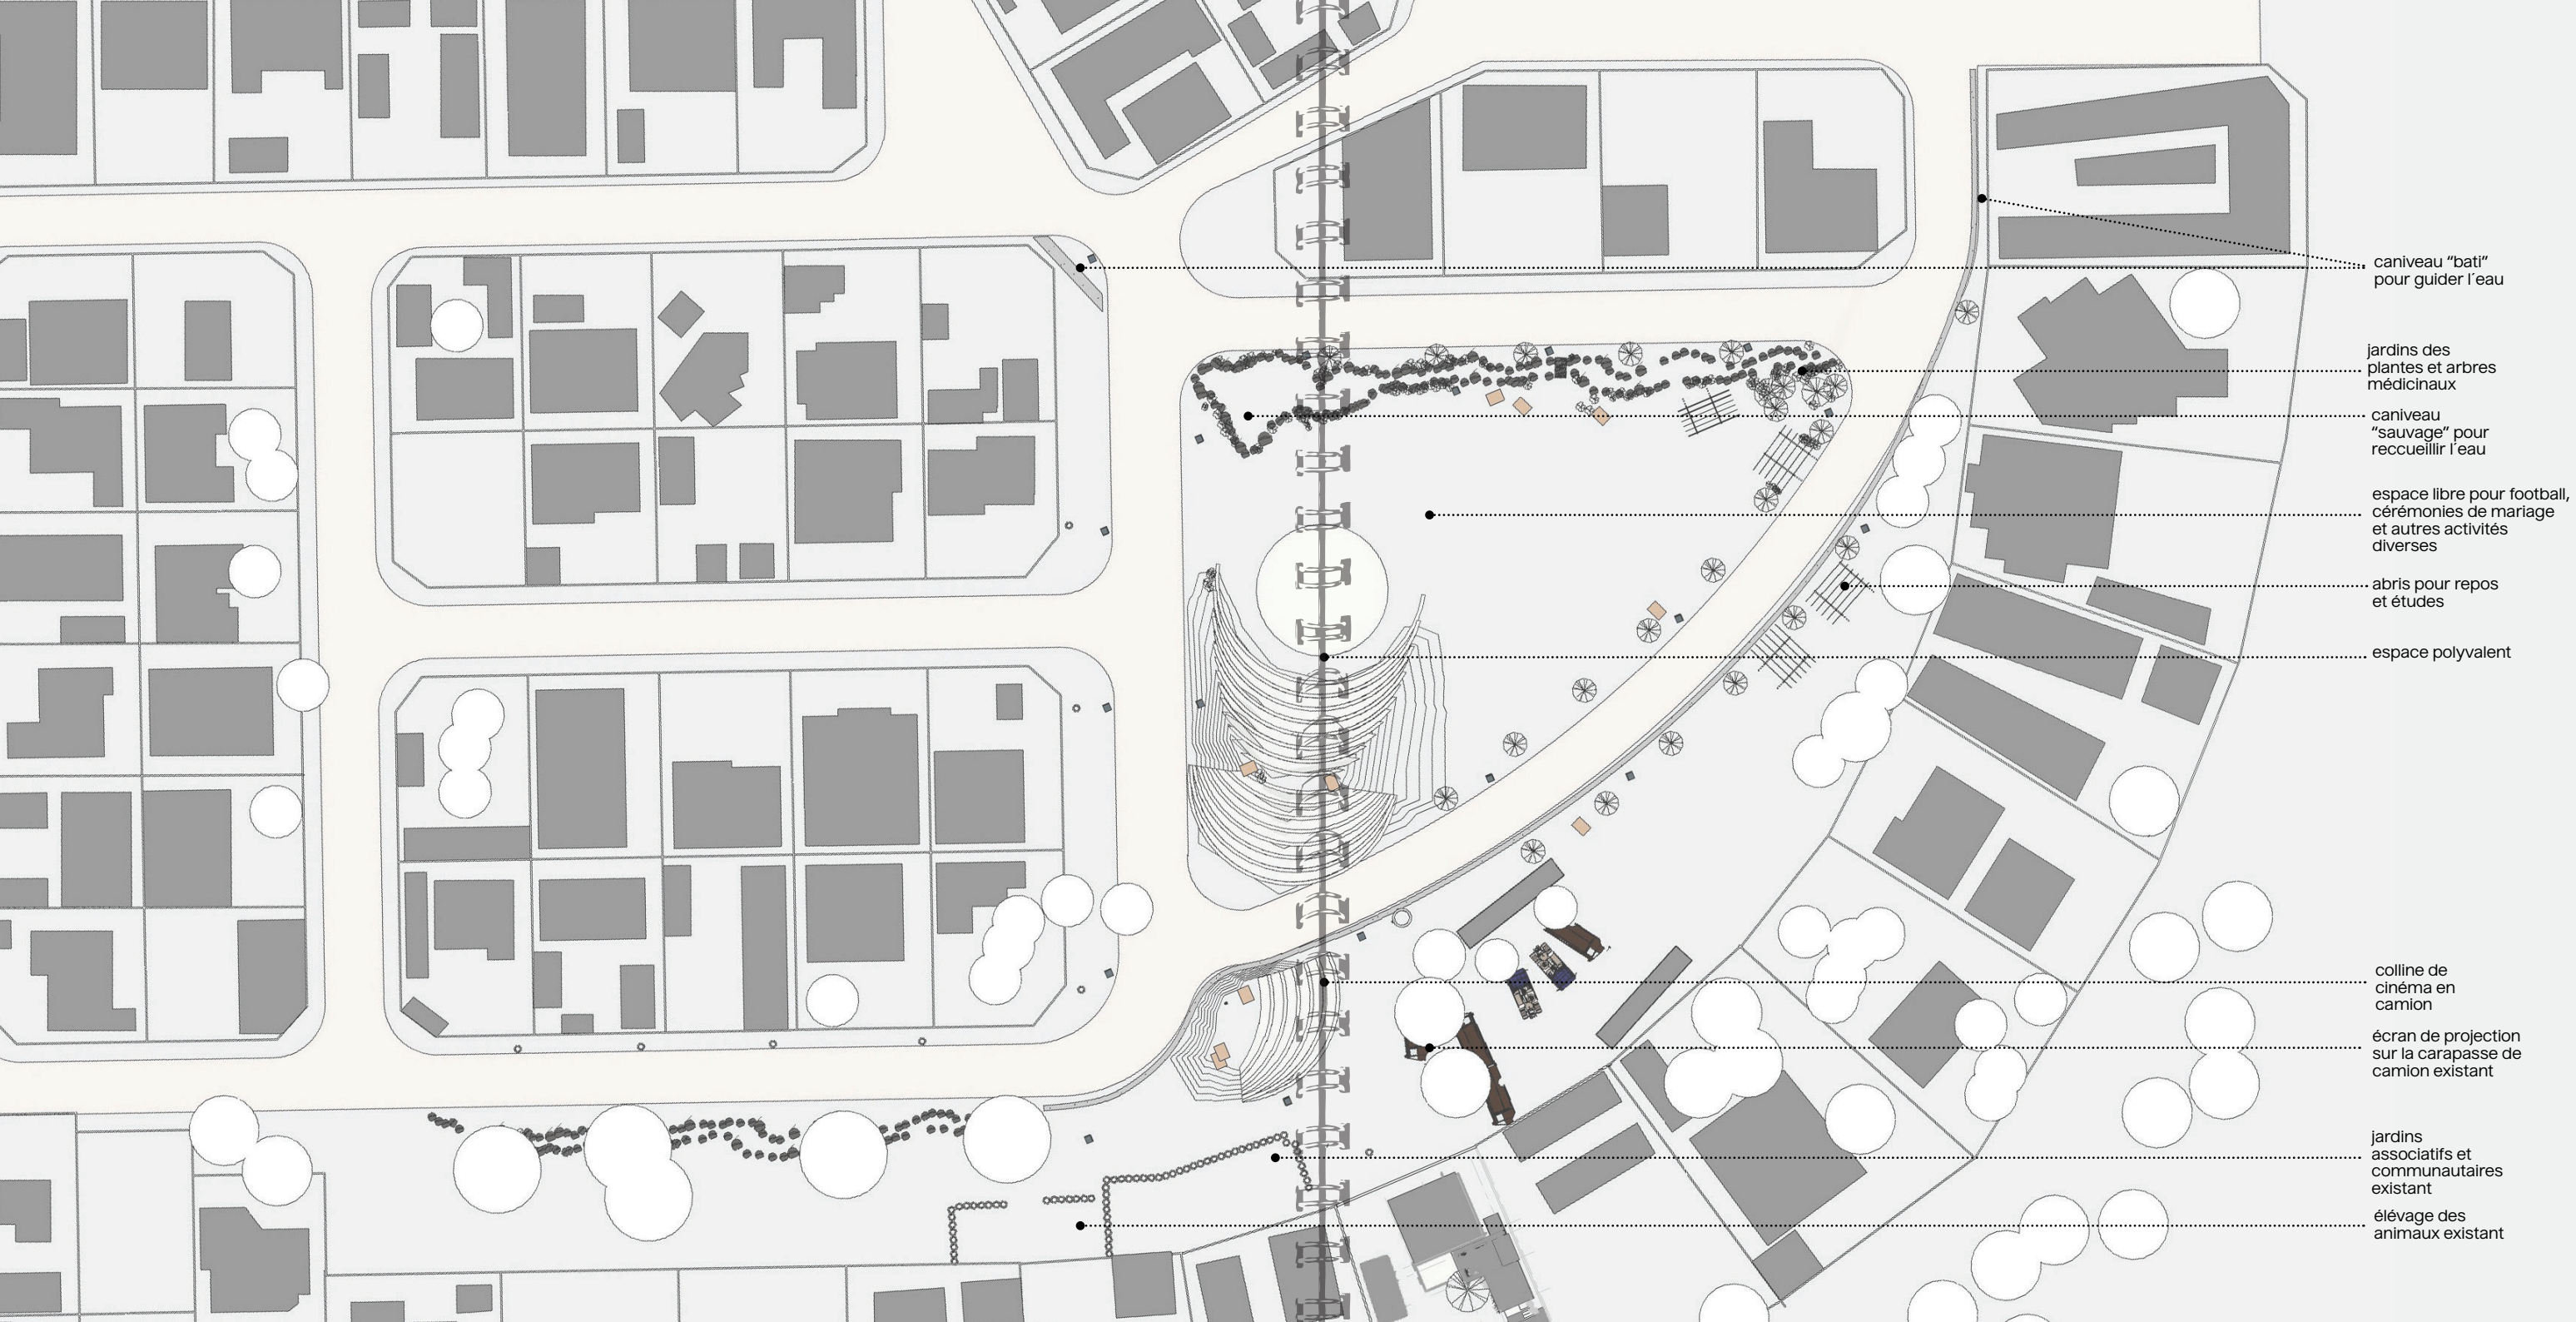 caniveau “bati”
pour guider l´eau
jardins des
plantes et arbres
médicinaux
caniveau
“sauvage” pour
reccueillir l´eau
espace libre pour football,
cérémonies de mariage
et autres activités
diverses
abris pour repos
et études
espace polyvalent
colline de
cinéma en
camion
écran de projection
sur la carapasse de
camion existant
jardins
associatifs et
communautaires
existant
élévage des
animaux existant